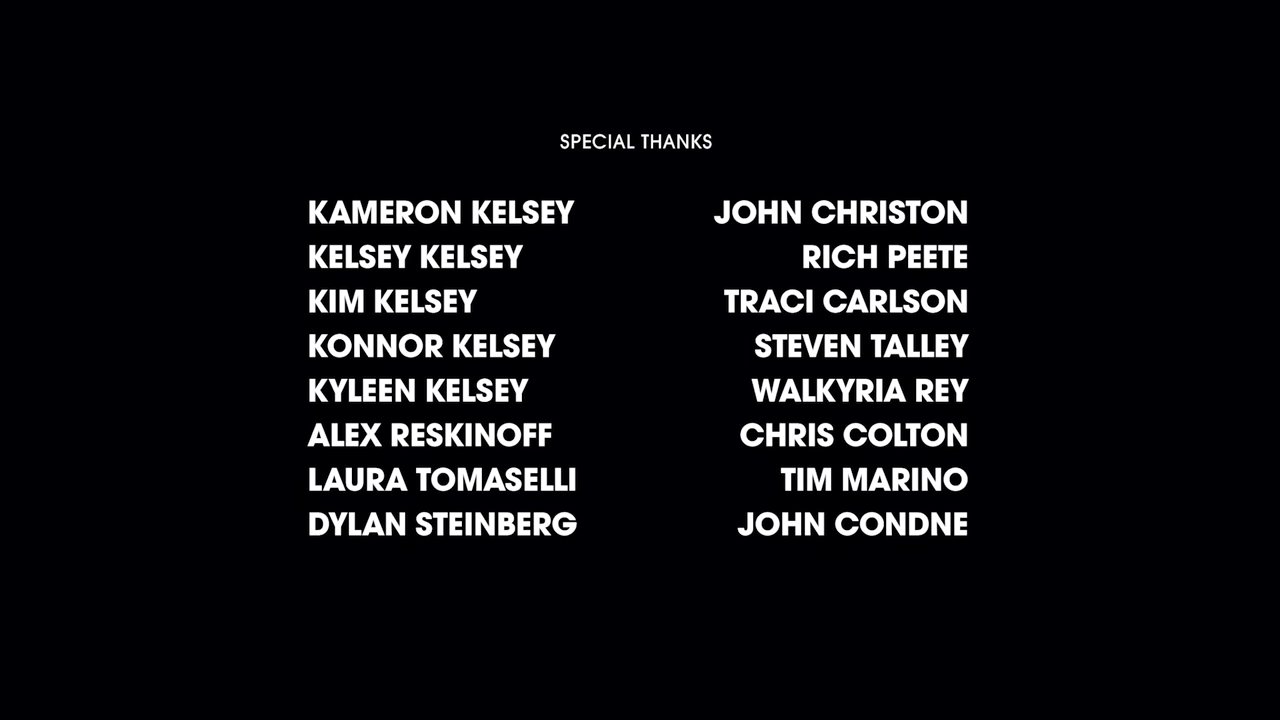 SPECIAL THANKS
KAMERON KELSEY JOHN CHRISTON
KELSEY KELSEY RICH PEETE
KIM KELSEY TRACI CARLSON
KONNOR KELSEY STEVEN TALLEY
KYLEEN KELSEY WALKYRIA REY
ALEX RESKINOFF CHRIS COLTON
LAURA TOMASELLI TIM MARINO
DYLAN STEINBERG JOHN CONDNE